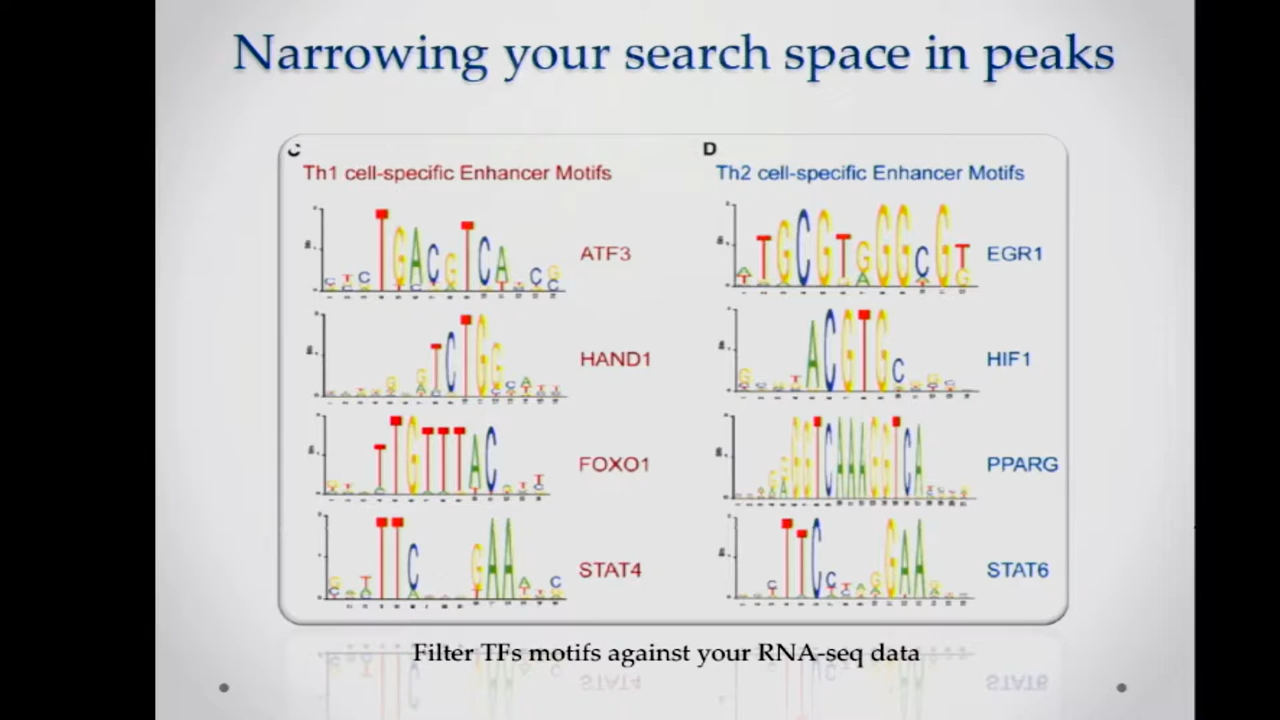 Narrowing your search space in peaks
C
Th1 cell-specific Enhancer Motifs
ATF3
HAND1
FOXO1
STAT4
D
Th2 cell-specific Enhancer Motifs
EGR1
HIF1
PPARG
STAT6
Filter TFs motifs against your RNA-seq data